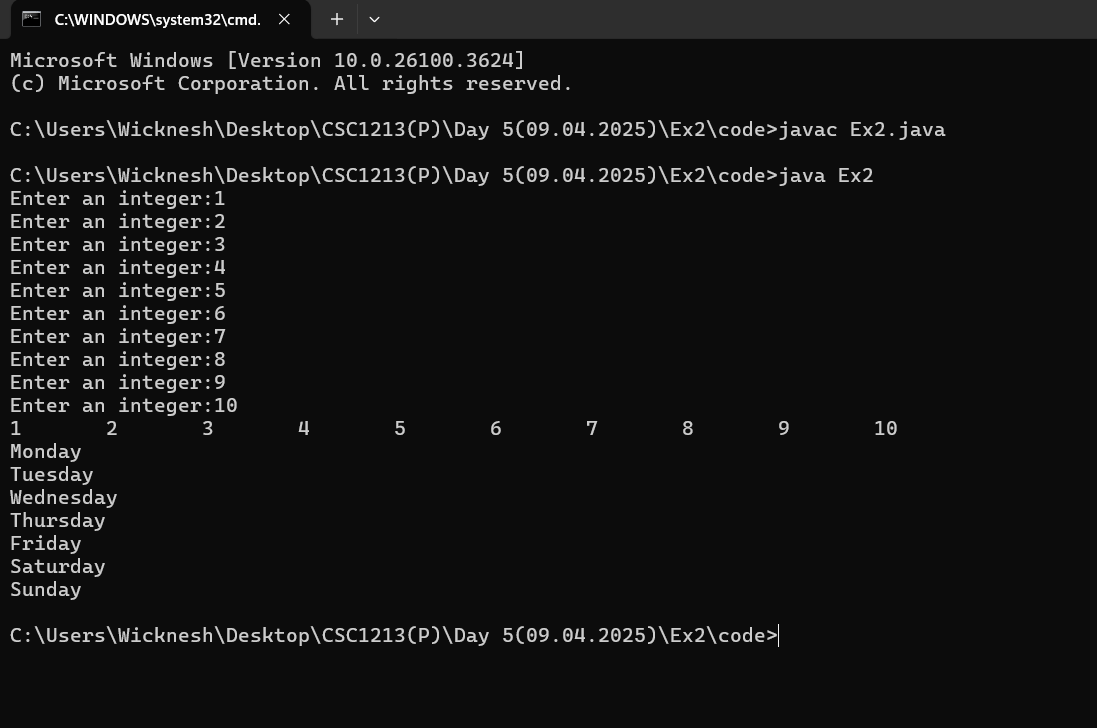 C:\WINDOWS\system32\cmd.
Microsoft Windows [Version 10.0.26100.3624]
(c) Microsoft Corporation. All rights reserved.
C:\Users\Wicknesh\Desktop\CSC1213(P)\Day 5(09.04.2025)\Ex2\code>javac Ex2.java
C:\Users\Wicknesh\Desktop\CSC1213(P)\Day 5(09.04.2025)\Ex2\code>java Ex2
Enter an integer:1
Enter an integer:2
Enter an integer:3
Enter an integer:4
Enter an integer:5
Enter an integer:6
Enter an integer:7
Enter an integer:8
Enter an integer:9
Enter an integer:10
1 2 3 4 5 6 7 8 9 10
Monday
Tuesday
Wednesday
Thursday
Friday
Saturday
Sunday
C:\Users\Wicknesh\Desktop\CSC1213(P)\Day 5(09.04.2025)\Ex2\code>